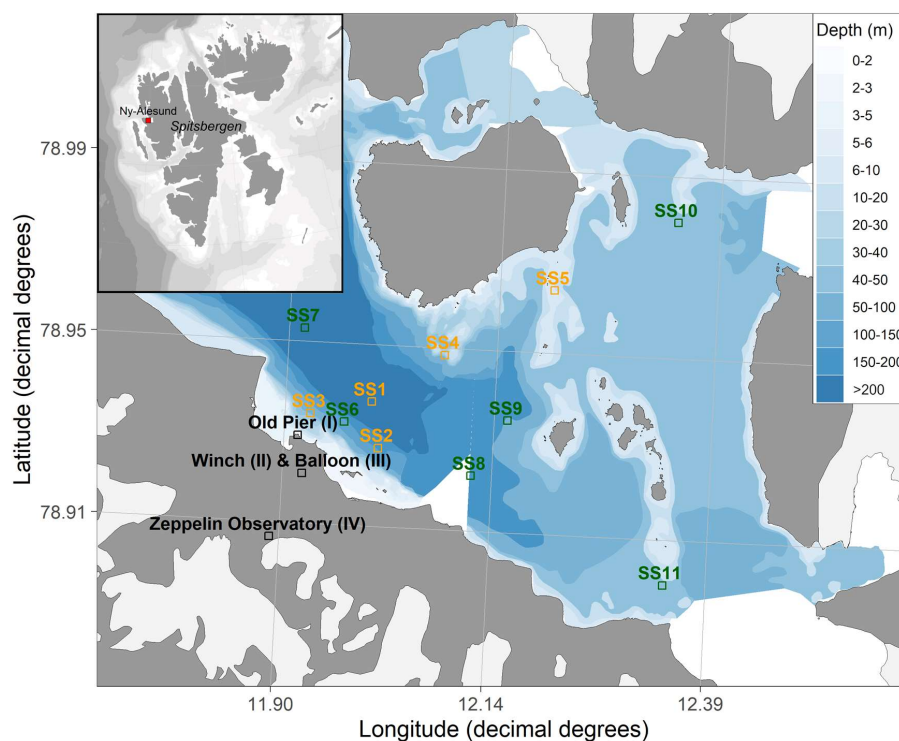 Ny-Alesund
Spitsbergen
Depth (m)
0-2
2-3
3-5
5-6
6-10
10-20
20-30
30-40
40-50
50-100
100-150
150-200
>200
78.99
78.95
78.91
Latitude (decimal degrees)
SS10
SS5
SS7
SS4
SS1
SS3
SS6
SS9
Old Pier (I)
SS2
Winch (II) & Balloon (III)
SS8
Zeppelin Observatory (IV)
SS11
11.90
12.14
12.39
Longitude (decimal degrees)